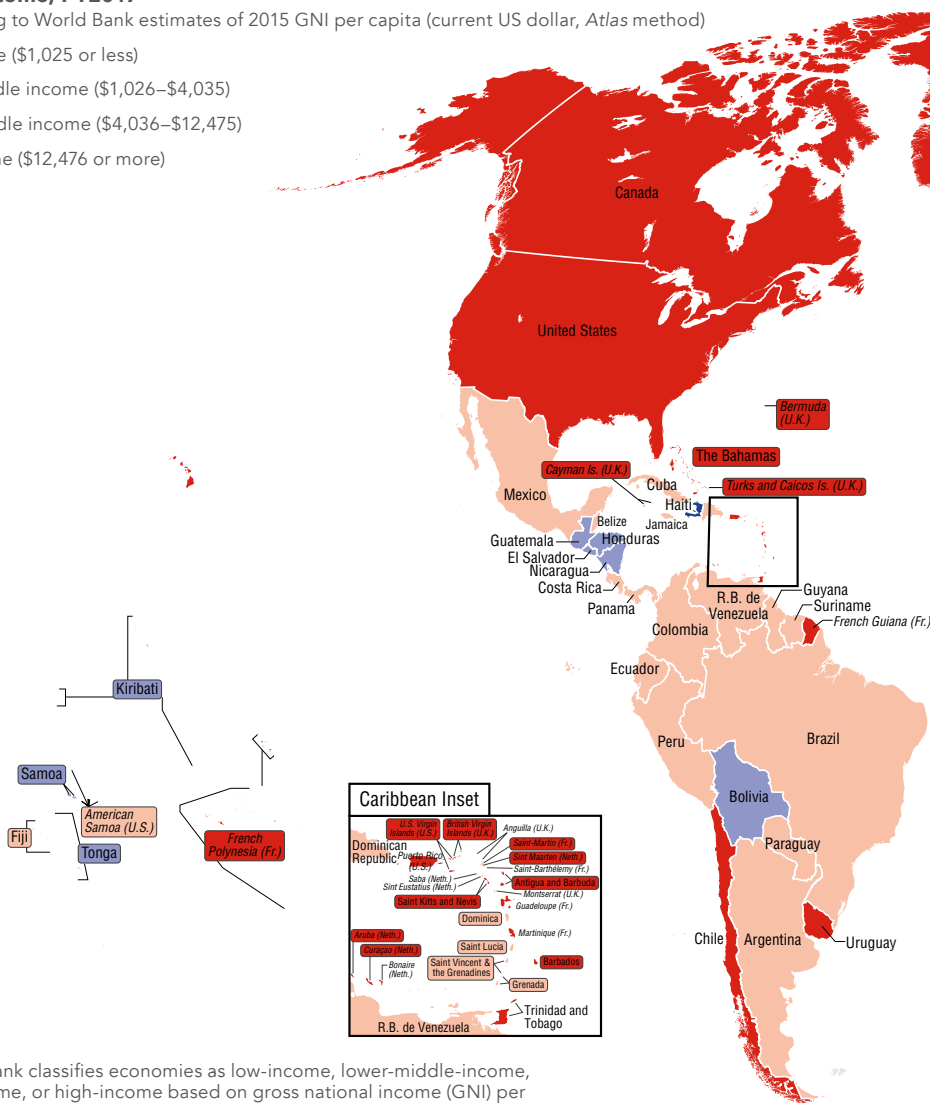 g to World Bank estimates of 2015 GNI per capita (current US dollar, Atlas method)
e ($1,025 or less)
dle income ($1,026–$4,035)
dle income ($4,036–$12,475)
ne ($12,476 or more)
Canada
United States
Bermuda
(U.K.)
The Bahamas
Cayman Is. (U.K.)
Cuba
Turks and Caicos Is. (U.K.)
Mexico
Haiti
Belize
Jamaica
Guatemala
Honduras
El Salvador
Nicaragua
Costa Rica
Panama
R.B. de
Venezuela
Guyana
Suriname
French Guiana (Fr.)
Colombia
Ecuador
Kiribati
Peru
Brazil
Samoa
American
Samoa (U.S.)
Fiji
Tonga
French
Polynesia (Fr.)
Bolivia
Paraguay
Chile
Argentina
Uruguay
Caribbean Inset
U.S. Virgin
Islands (U.S.)
British Virgin
Islands (U.K.)
Anguilla (U.K.)
Dominican
Republic
Puerto Rico
(U.S.)
Saint-Martin (Fr.)
Sint Maarten (Neth.)
Saint-Barthélemy (Fr.)
Saba (Neth.)
Sint Eustatius (Neth.)
Antigua and Barbuda
Montserrat (U.K.)
Saint Kitts and Nevis
Guadeloupe (Fr.)
Dominica
Aruba (Neth.)
Martinique (Fr.)
Curaçao (Neth.)
Saint Lucia
Bonaire
(Neth.)
Saint Vincent &
the Grenadines
Barbados
Grenada
Trinidad and
Tobago
R.B. de Venezuela
ank classifies economies as low-income, lower-middle-income,
me, or high-income based on gross national income (GNI) per